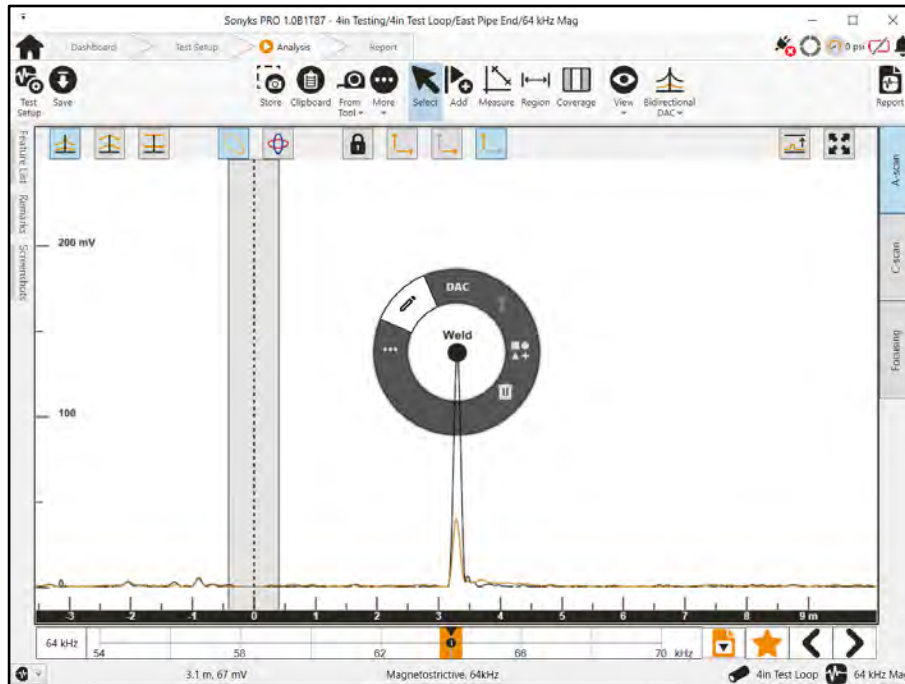 Sonyks PRO 1.0B1T87 - 4in Testing/4in Test Loop/East Pipe End/64 kHz Mag
Dashboard Test Setup Analysis Report
0 psi
Test Setup Save Store Clipboard From Tool More Select Add Measure Region Coverage View Bidirectional DAC Report
Feature List
Remarks
Screenshots
A-scan
C-scan
Focusing
200 mV
DAC
Weld
100
0
-3 -2 -1 0 1 2 3 4 5 6 7 8 9 m
64 kHz 54 58 62 1 68 70 kHz
3.1 m, 67 mV Magnetostrictive, 64kHz 4in Test Loop 64 kHz Mag